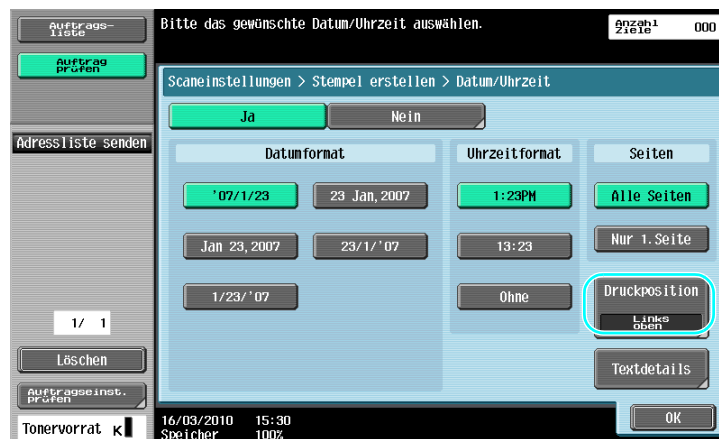 Auftrags-
liste
Auftrag
prüfen
Adressliste senden
1/ 1
Löschen
Auftragseinst.
prüfen
Tonervorrat K
Bitte das gewünschte Datum/Uhrzeit auswählen.
Anzahl
Ziele 000
Scaneinstellungen > Stempel erstellen > Datum/Uhrzeit
Ja Nein
Datumformat Uhrzeitformat Seiten
'07/1/23 23 Jan,2007 1:23PM Alle Seiten
Jan 23,2007 23/1/'07 13:23 Nur 1.Seite
1/23/'07 Ohne Druckposition
Links
oben
Textdetails
16/03/2010 15:30
Speicher 100%
OK